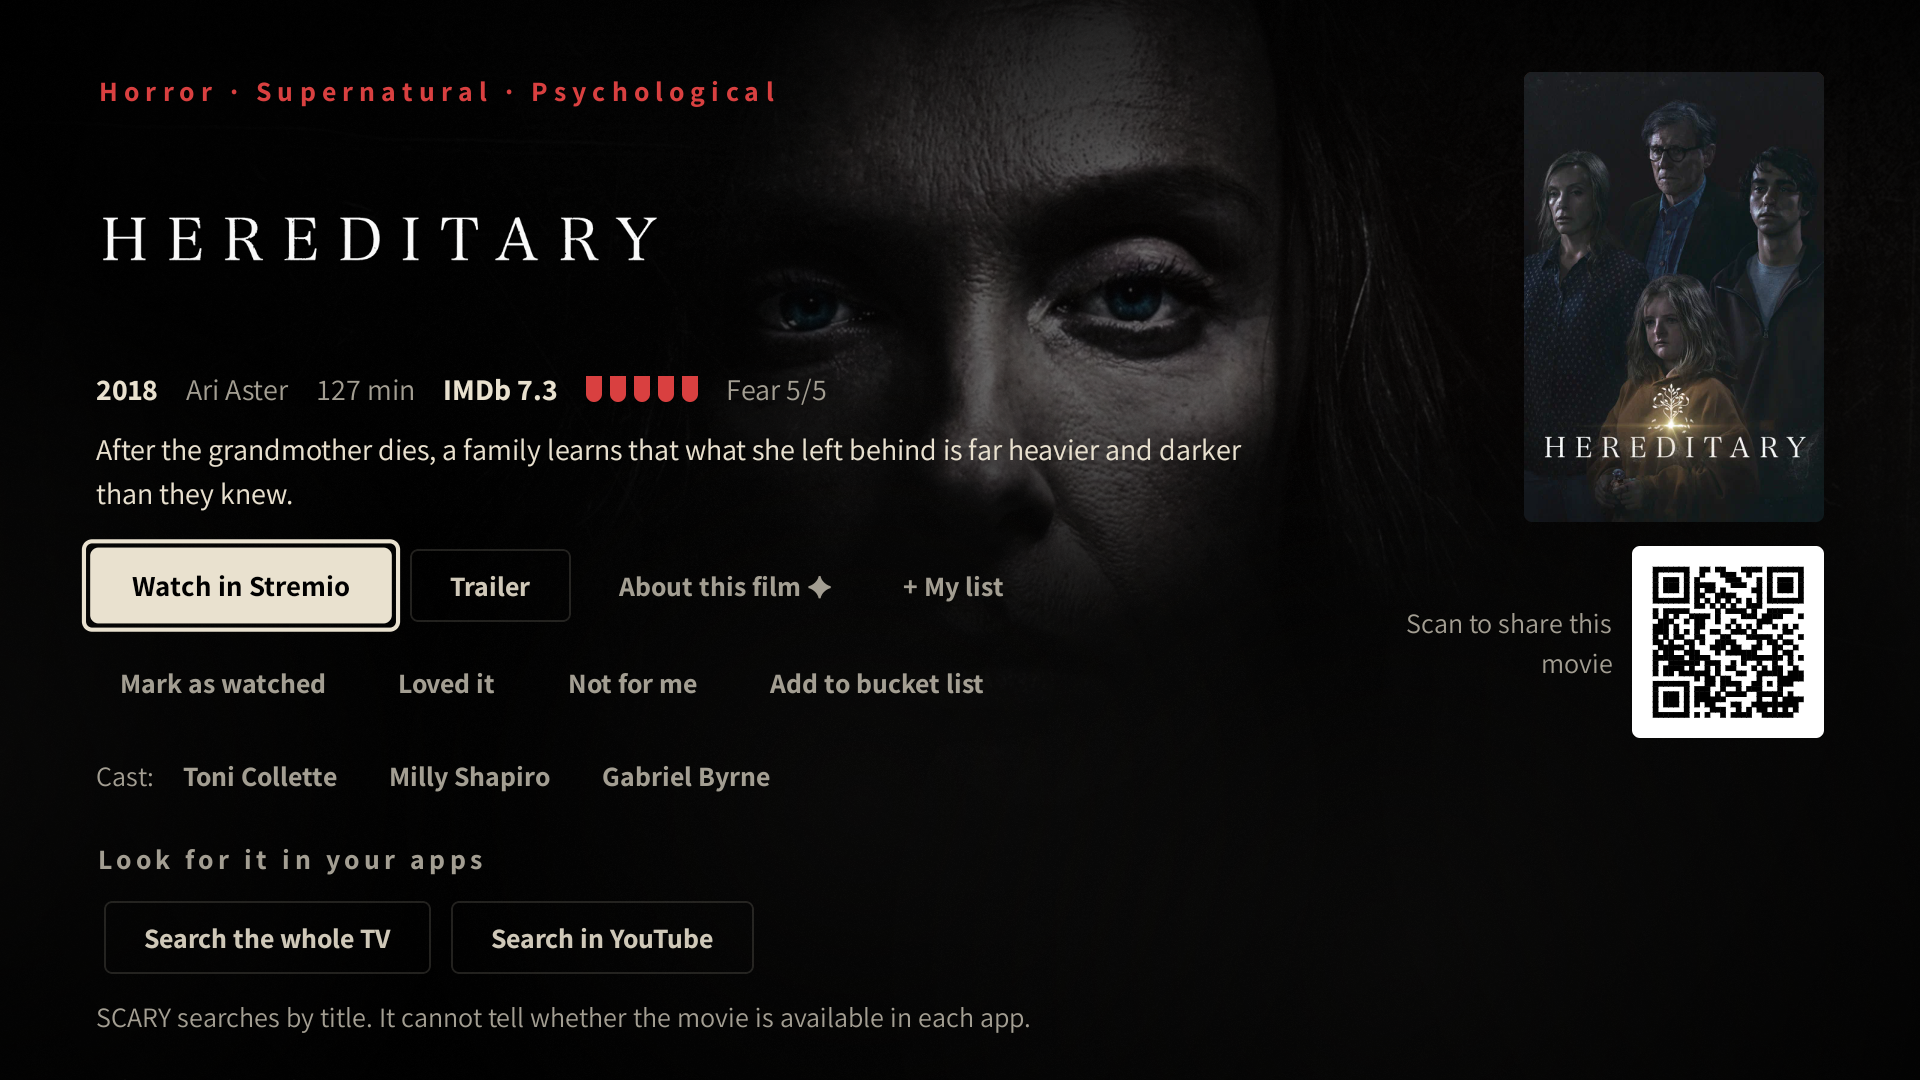 Horror · Supernatural · Psychological
HEREDITARY
2018 Ari Aster 127 min IMDb 7.3 Fear 5/5
After the grandmother dies, a family learns that what she left behind is far heavier and darker
than they knew.
Watch in Stremio Trailer About this film ✦ + My list
Mark as watched Loved it Not for me Add to bucket list
Cast: Toni Collette Milly Shapiro Gabriel Byrne
Look for it in your apps
Search the whole TV Search in YouTube
SCARY searches by title. It cannot tell whether the movie is available in each app.
HEREDITARY
Scan to share this
movie